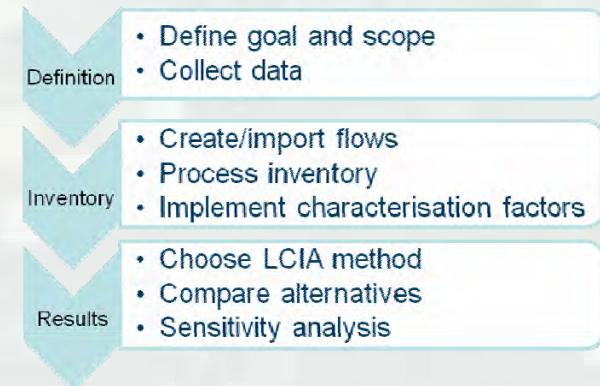 Definition
• Define goal and scope
• Collect data
Inventory
• Create/import flows
• Process inventory
• Implement characterisation factors
Results
• Choose LCIA method
• Compare alternatives
• Sensitivity analysis